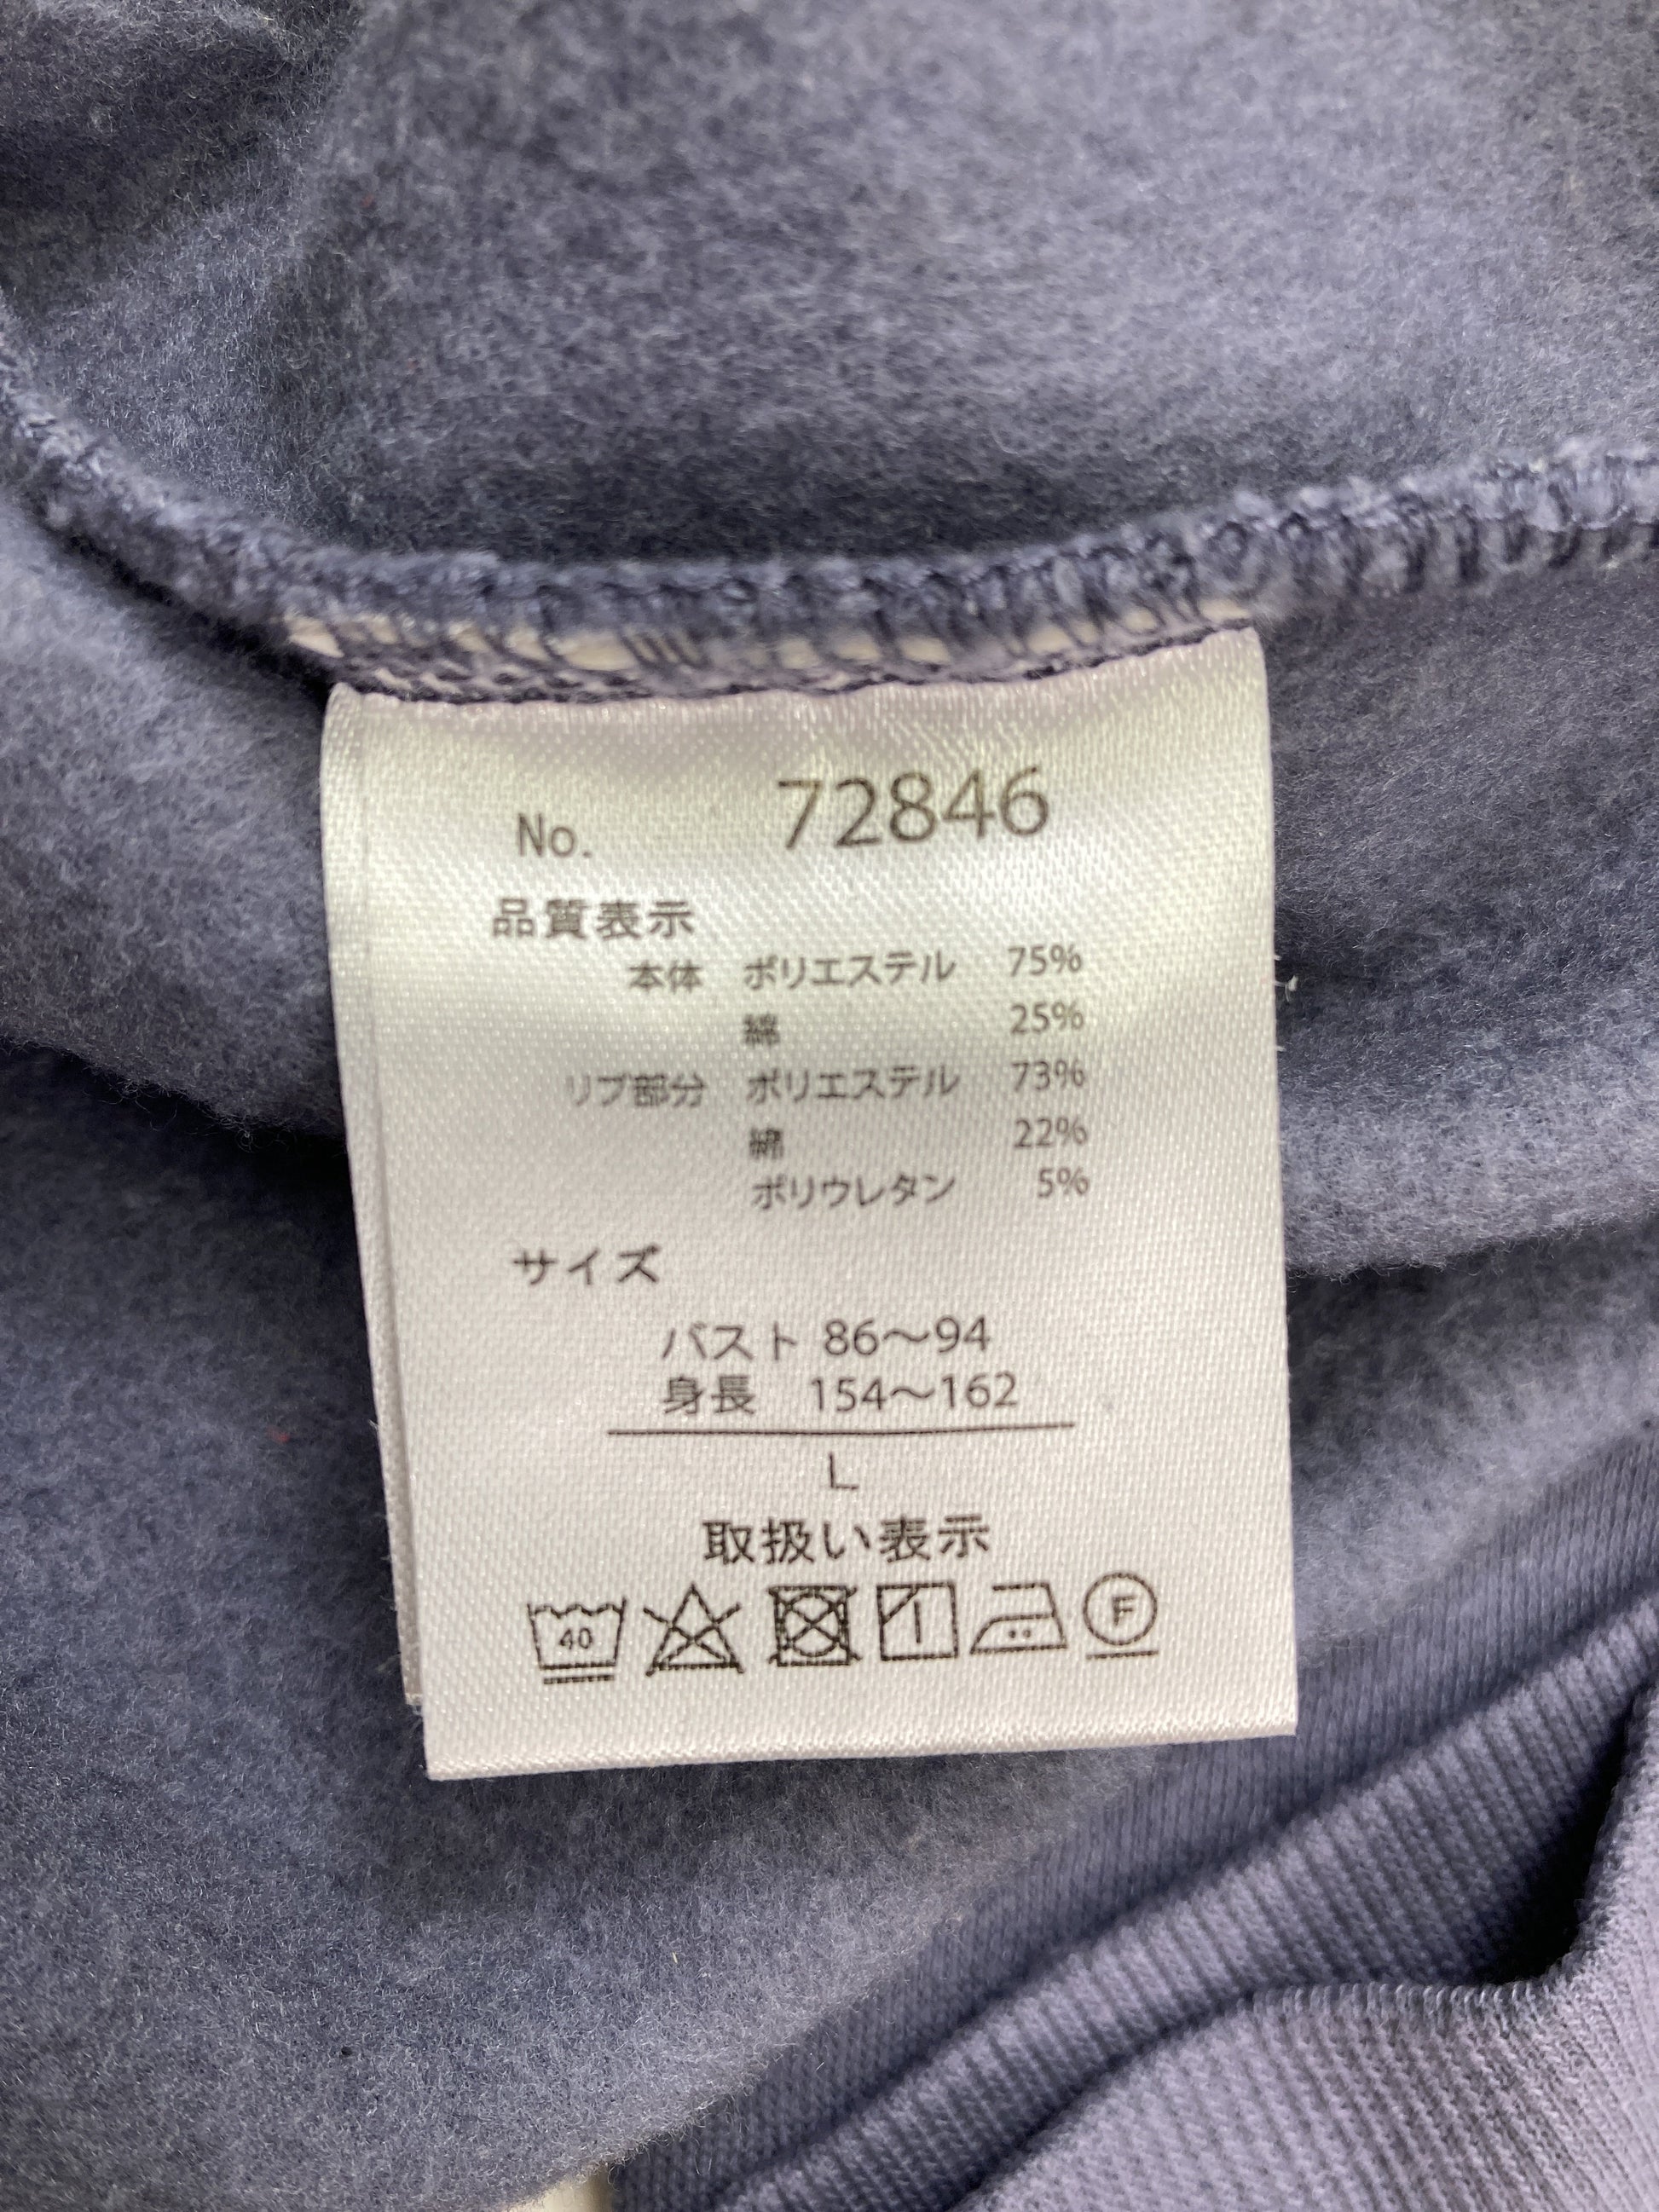 No. 72846
品質表示
本体 ポリエステル 75%
綿 25%
リブ部分 ポリエステル 73%
綿 22%
ポリウレタン 5%
サイズ
バスト 86〜94
身長 154〜162
L
取扱い表示
40 F